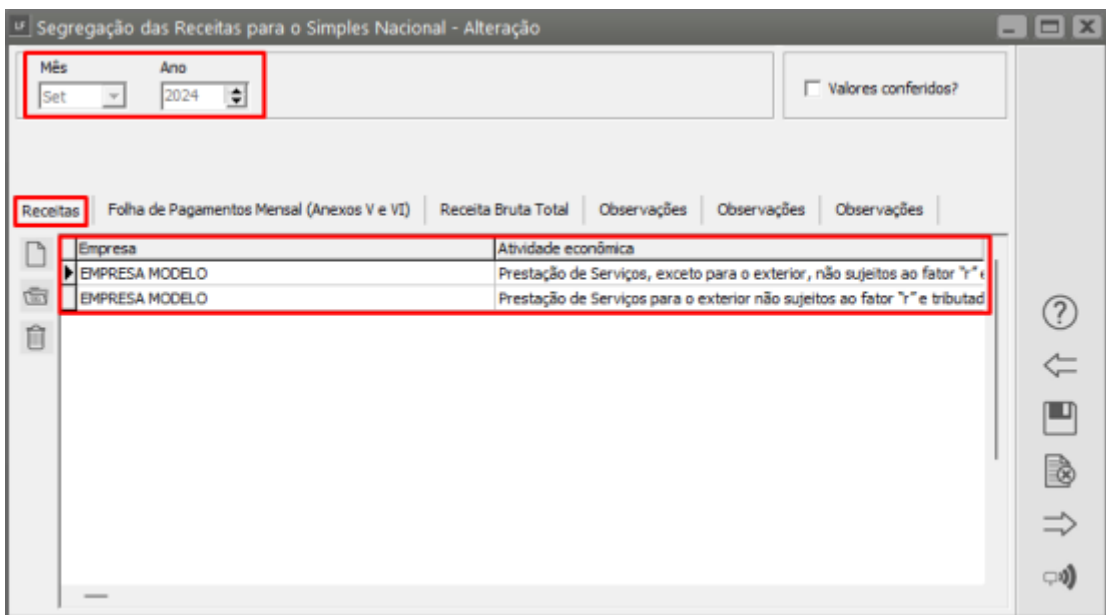 LF Segregação das Receitas para o Simples Nacional - Alteração
Mês Ano
Set 2024 Valores conferidos?
Receitas Folha de Pagamentos Mensal (Anexos V e VI) Receita Bruta Total Observações Observações Observações
Empresa Atividade econômica
EMPRESA MODELO Prestação de Serviços, exceto para o exterior, não sujeitos ao fator "r" e
EMPRESA MODELO Prestação de Serviços para o exterior não sujeitos ao fator "r" e tributad